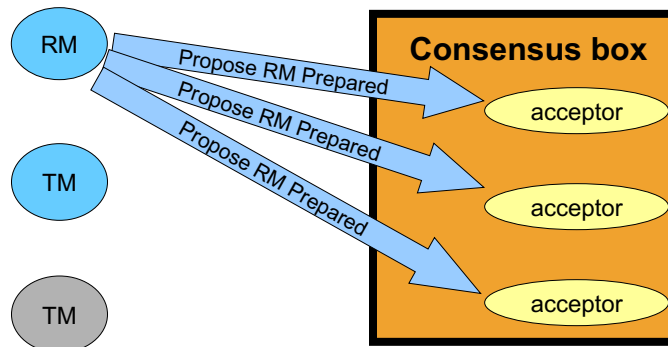 RM
Propose RM Prepared
Consensus box
acceptor
Propose RM Prepared
TM
acceptor
Propose RM Prepared
TM
acceptor